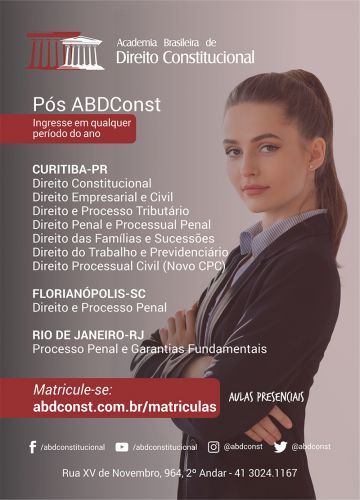 Academia Brasileira de
Direito Constitucional
Pós ABDConst
Ingresse em qualquer
período do ano
CURITIBA-PR
Direito Constitucional
Direito Empresarial e Civil
Direito e Processo Tributário
Direito Penal e Processual Penal
Direito das Famílias e Sucessões
Direito do Trabalho e Previdenciário
Direito Processual Civil (Novo CPC)
FLORIANÓPOLIS-SC
Direito e Processo Penal
RIO DE JANEIRO-RJ
Processo Penal e Garantias Fundamentais
Matricule-se:
abdconst.com.br/matriculas
AULAS PRESENCIAIS
/abdconstitucional /abdconstitucional @abdconst @abdconst
Rua XV de Novembro, 964, 2º Andar - 41 3024.1167